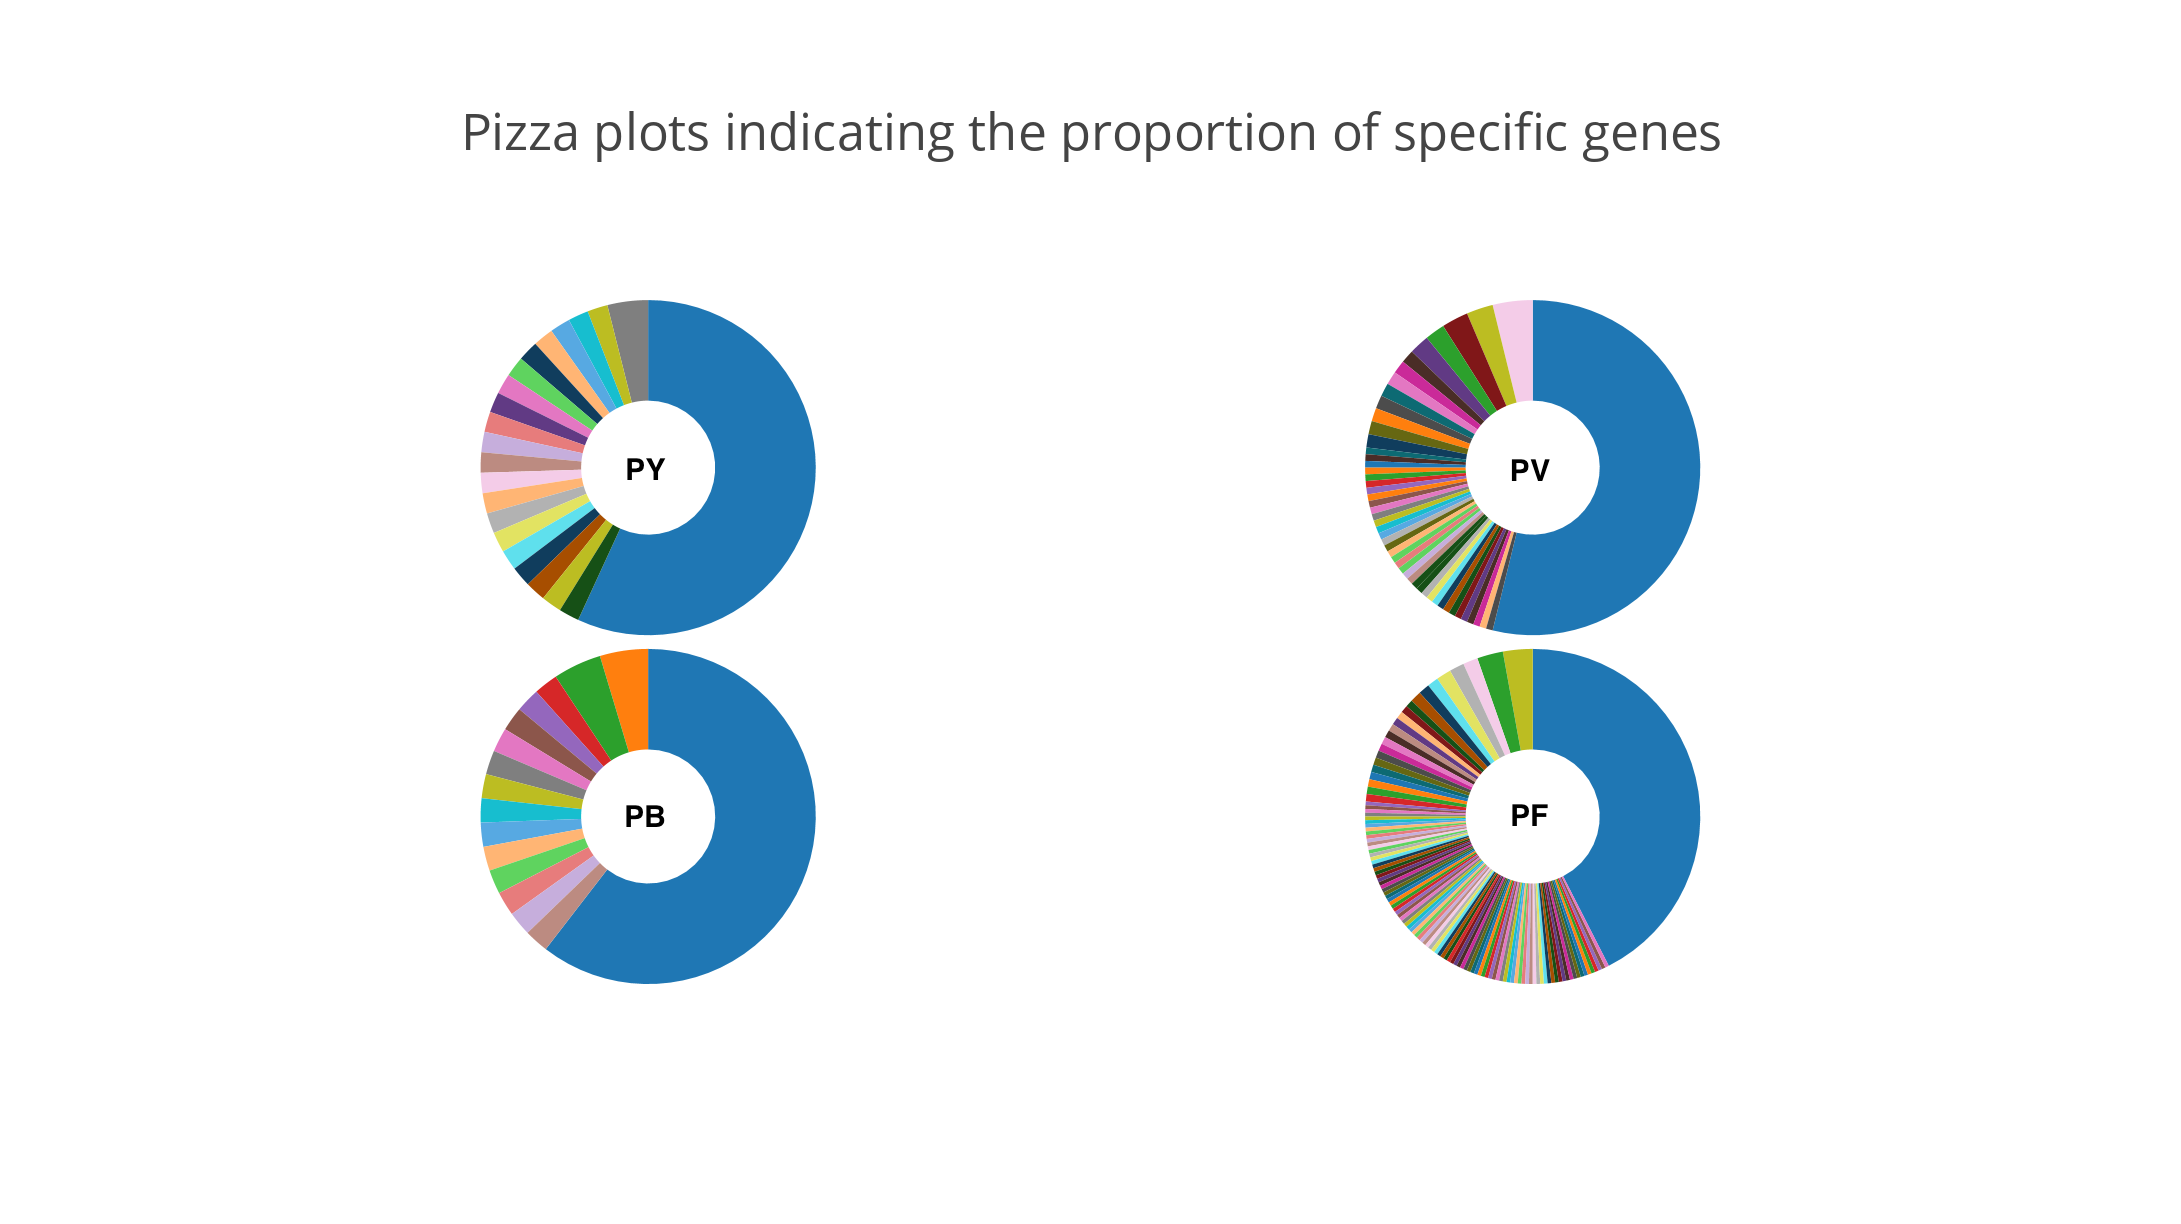 Pizza plots indicating the proportion of specific genes
PY
PV
PB
PF